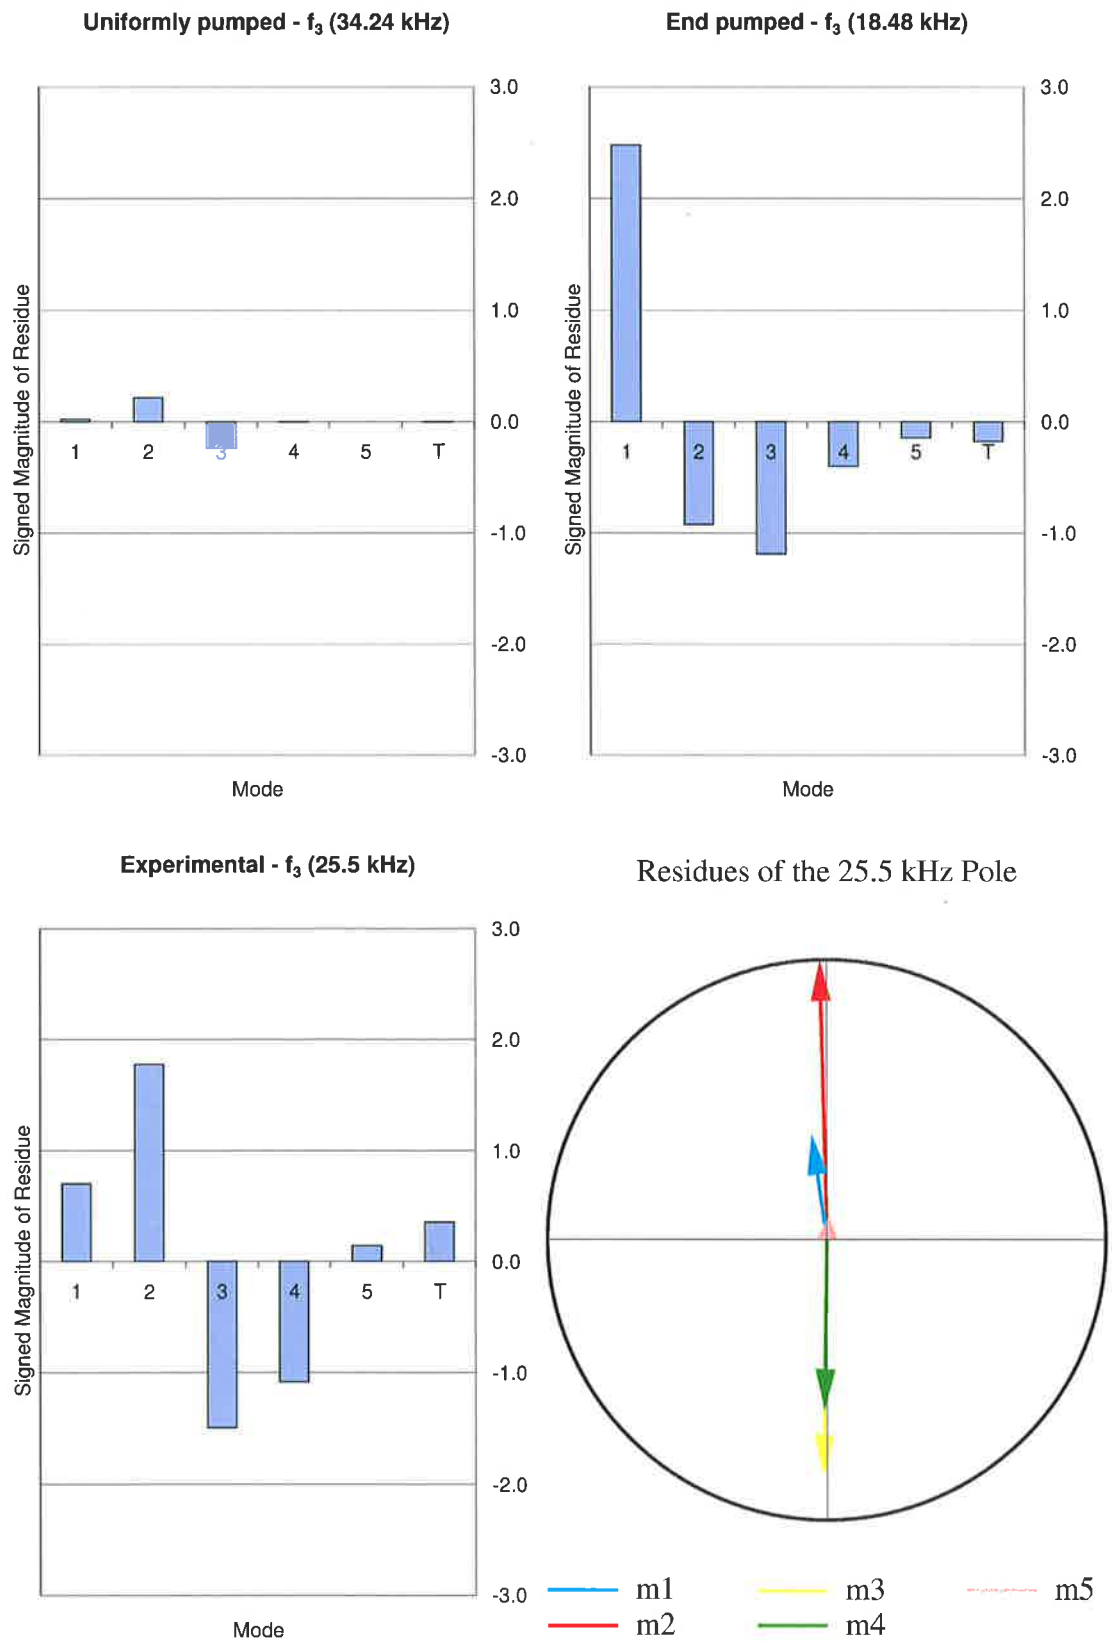 Uniformly pumped - f3 (34.24 kHz)
3.0
2.0
1.0
0.0
-1.0
-2.0
-3.0
Signed Magnitude of Residue
1 2 3 4 5 T
Mode
End pumped - f3 (18.48 kHz)
3.0
2.0
1.0
0.0
-1.0
-2.0
-3.0
Signed Magnitude of Residue
1 2 3 4 5 T
Mode
Experimental - f3 (25.5 kHz)
3.0
2.0
1.0
0.0
-1.0
-2.0
-3.0
Signed Magnitude of Residue
1 2 3 4 5 T
Mode
Residues of the 25.5 kHz Pole
m1 m3 m5
m2 m4